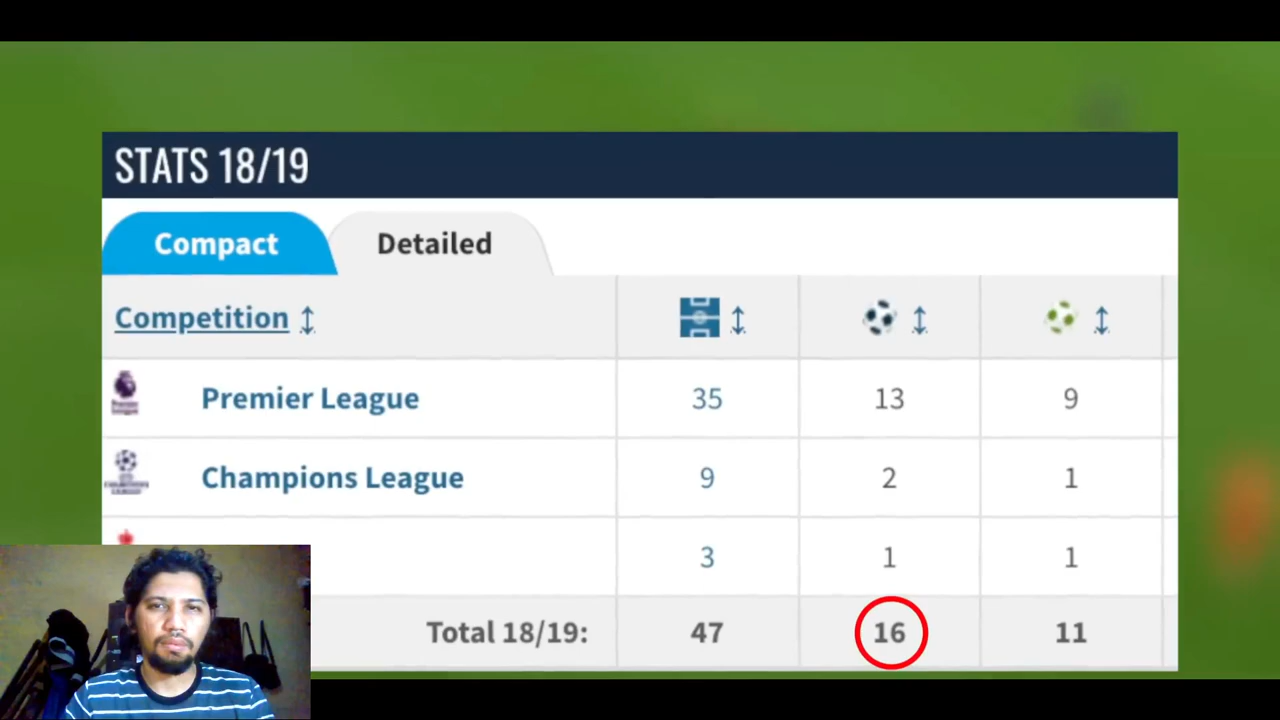 STATS 18/19
Compact Detailed
Competition
Premier League 35 13 9
Champions League 9 2 1
3 1 1
Total 18/19: 47 16 11